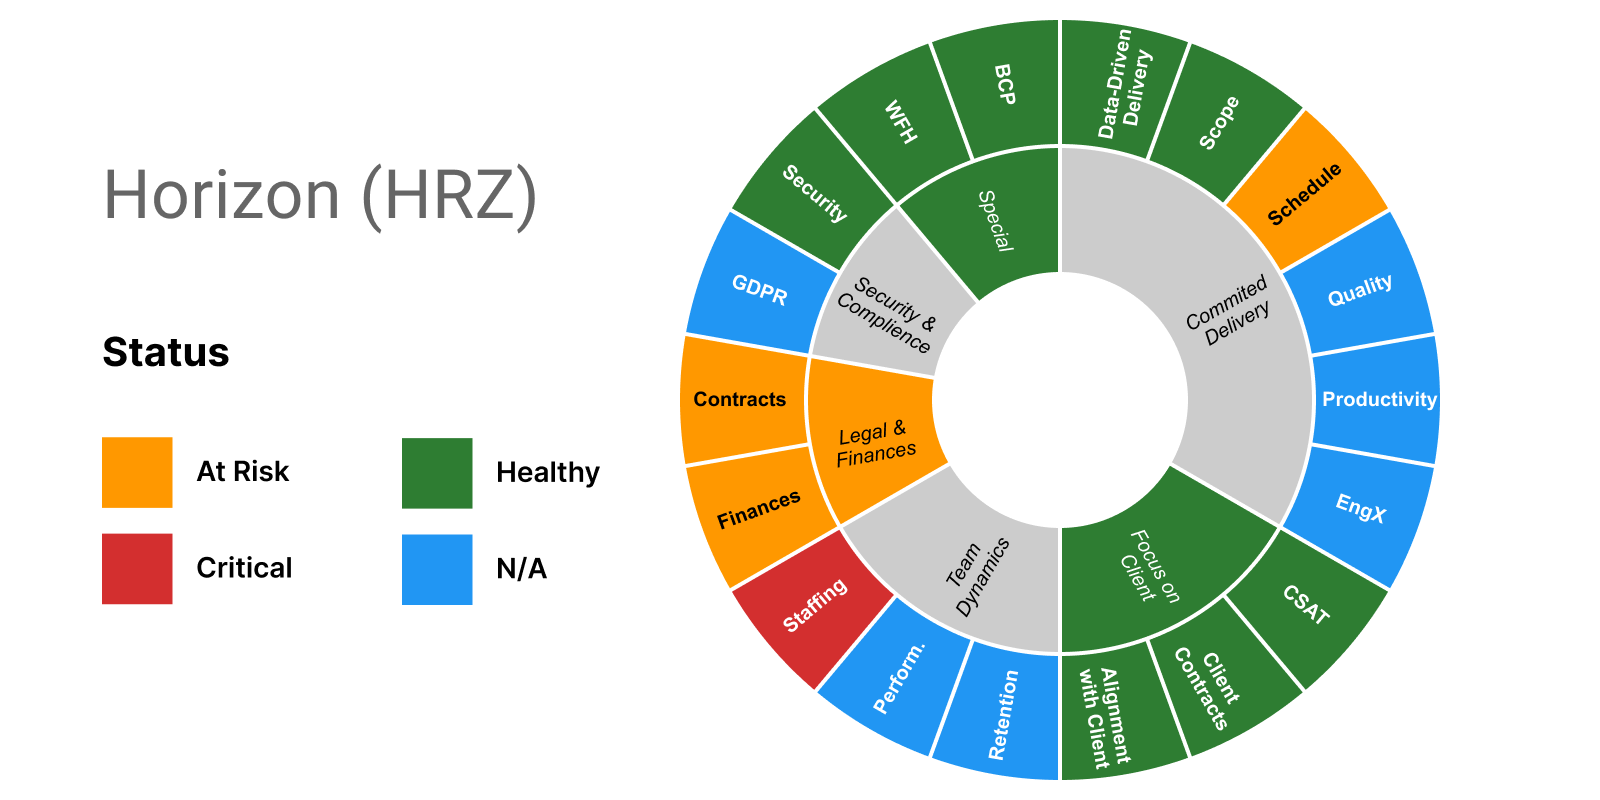 Horizon (HRZ)
Status
At Risk
Healthy
Critical
N/A
Data-Driven
Delivery
Scope
Schedule
Quality
Productivity
EngX
CSAT
Client
Contracts
Alignment
with Client
Retention
Perform.
Staffing
Finances
Contracts
GDPR
Security
WFH
BCP
Commited
Delivery
Focus on
Client
Team
Dynamics
Legal &
Finances
Security &
Complience
Special